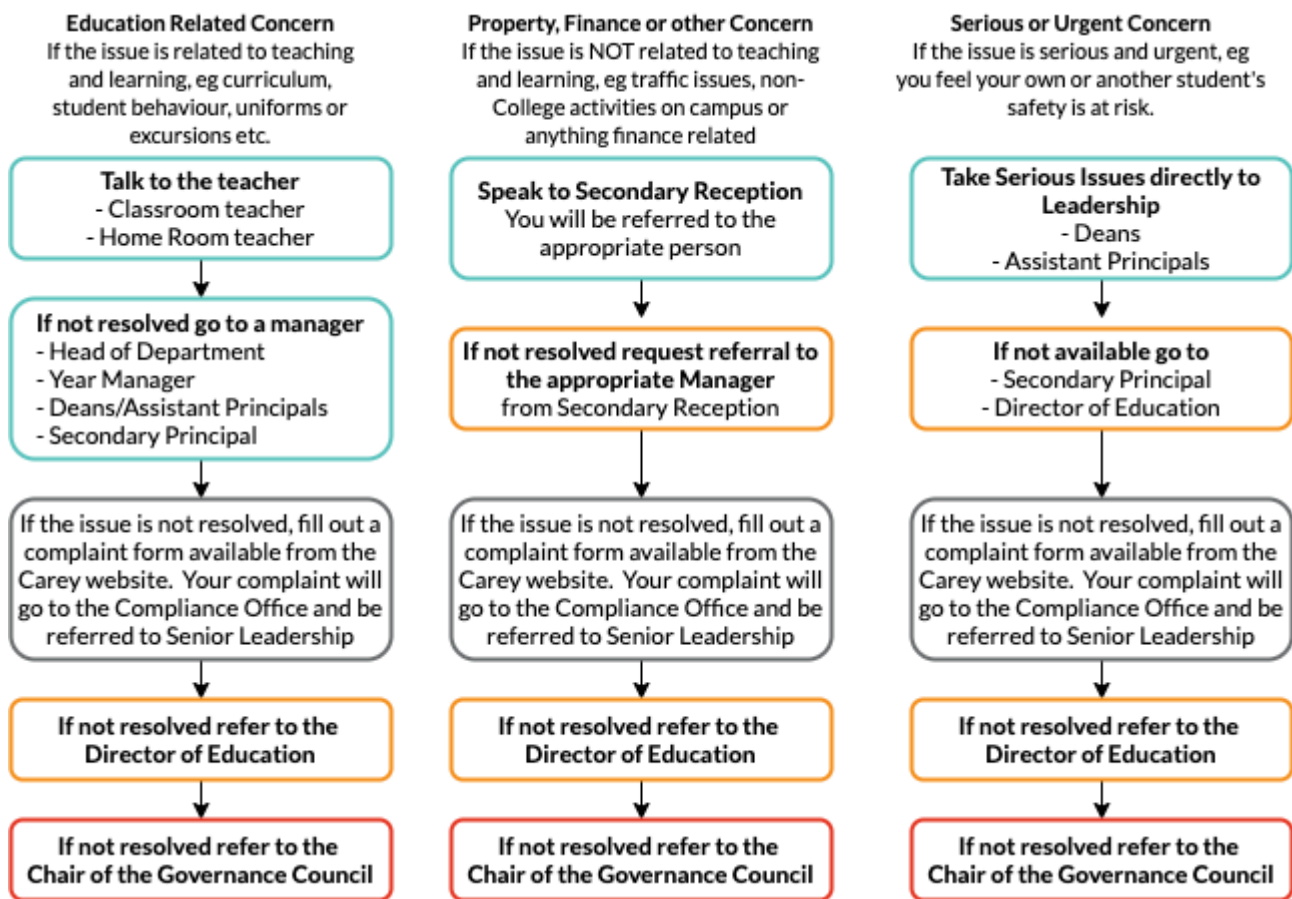 Education Related Concern
If the issue is related to teaching
and learning, eg curriculum,
student behaviour, uniforms or
excursions etc.
Talk to the teacher
- Classroom teacher
- Home Room teacher
If not resolved go to a manager
- Head of Department
- Year Manager
- Deans/Assistant Principals
- Secondary Principal
If the issue is not resolved, fill out a
complaint form available from the
Carey website. Your complaint will
go to the Compliance Office and be
referred to Senior Leadership
If not resolved refer to the
Director of Education
If not resolved refer to the
Chair of the Governance Council
Property, Finance or other Concern
If the issue is NOT related to teaching
and learning, eg traffic issues, non-
College activities on campus or
anything finance related
Speak to Secondary Reception
You will be referred to the
appropriate person
If not resolved request referral to
the appropriate Manager
from Secondary Reception
If the issue is not resolved, fill out a
complaint form available from the
Carey website. Your complaint will
go to the Compliance Office and be
referred to Senior Leadership
If not resolved refer to the
Director of Education
If not resolved refer to the
Chair of the Governance Council
Serious or Urgent Concern
If the issue is serious and urgent, eg
you feel your own or another student's
safety is at risk.
Take Serious Issues directly to
Leadership
- Deans
- Assistant Principals
If not available go to
- Secondary Principal
- Director of Education
If the issue is not resolved, fill out a
complaint form available from the
Carey website. Your complaint will
go to the Compliance Office and be
referred to Senior Leadership
If not resolved refer to the
Director of Education
If not resolved refer to the
Chair of the Governance Council